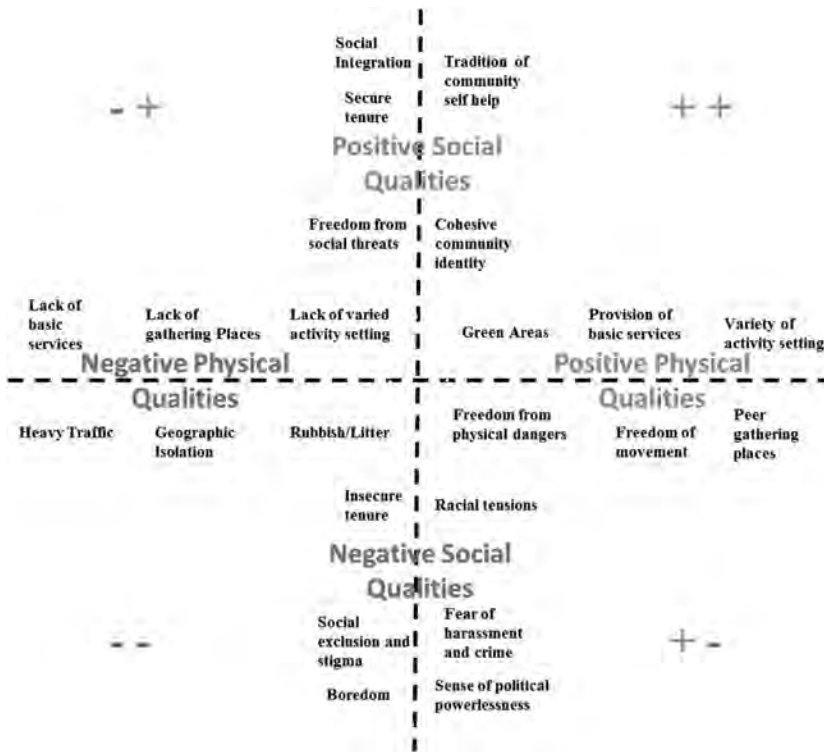 Social
Integration
Tradition of
community
self help
- +
Secure
tenure
+ +
Positive Social
Qualities
Freedom from
social threats
Cohesive
community
identity
Lack of
basic
services
Lack of
gathering Places
Lack of varied
activity setting
Green Areas
Provision of
basic services
Variety of
activity setting
Negative Physical
Qualities
Positive Physical
Qualities
Heavy Traffic
Geographic
Isolation
Rubbish/Litter
Freedom from
physical dangers
Freedom of
movement
Peer
gathering
places
Insecure
tenure
Racial tensions
Negative Social
Qualities
- -
Social
exclusion and
stigma
Fear of
harassment
and crime
+ -
Boredom
Sense of political
powerlessness